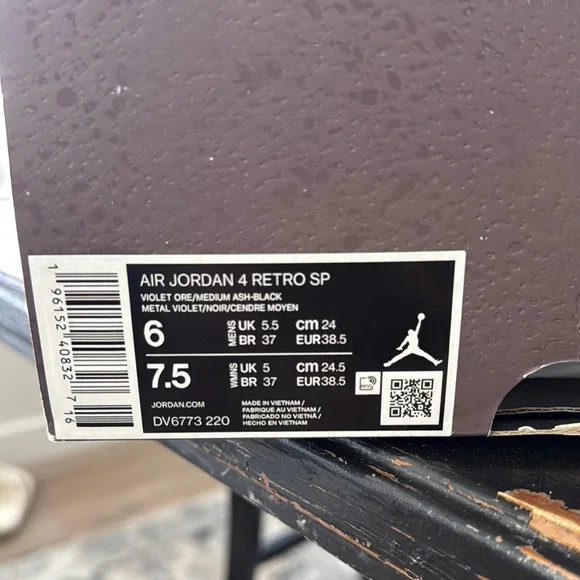 AIR JORDAN 4 RETRO SP
VIOLET ORE/MEDIUM ASH-BLACK
METAL VIOLET/NOIR/CENDRE MOYEN
6 MENS UK 5.5 cm 24
BR 37 EUR 38.5
7.5 WMNS UK 5 cm 24.5
BR 37 EUR 38.5
JORDAN.COM
DV6773 220
MADE IN VIETNAM /
FABRIQUE AU VIETNAM /
FABRICADO NO VIETNÃ /
HECHO EN VIETNAM
1 96152 40832 7 16